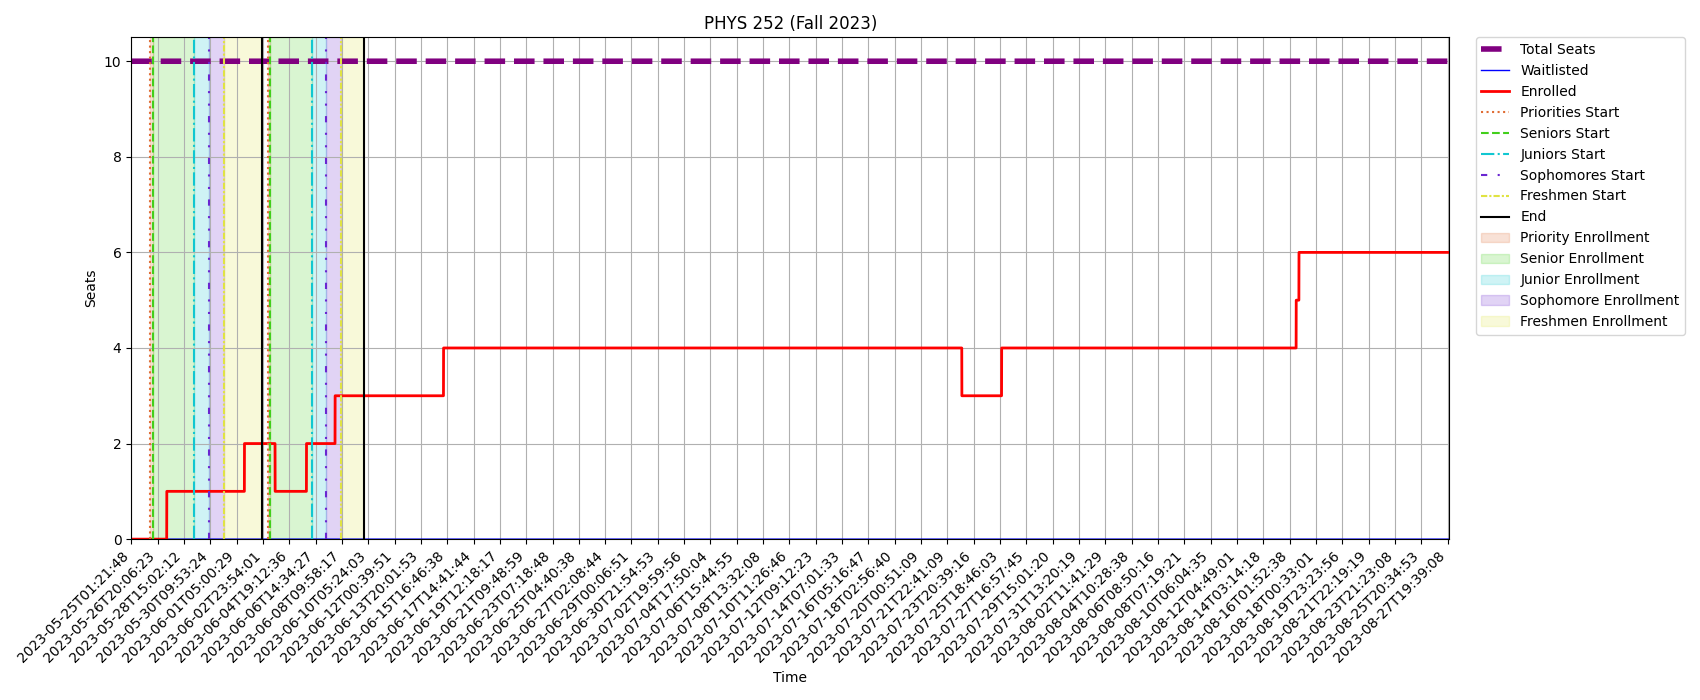 PHYS 252 (Fall 2023)
Seats
10
8
6
4
2
0
2023-05-25T01:21:48
2023-05-26T20:06:23
2023-05-28T15:02:12
2023-05-30T09:53:24
2023-06-01T05:00:29
2023-06-02T23:54:01
2023-06-04T19:12:36
2023-06-06T14:34:27
2023-06-08T09:58:17
2023-06-10T05:24:03
2023-06-12T00:39:51
2023-06-13T20:01:53
2023-06-15T16:46:38
2023-06-17T14:41:44
2023-06-19T12:18:17
2023-06-21T09:48:59
2023-06-23T07:18:48
2023-06-25T04:40:38
2023-06-27T02:08:44
2023-06-29T00:06:51
2023-06-30T21:54:53
2023-07-02T19:59:56
2023-07-04T17:50:04
2023-07-06T15:44:55
2023-07-08T13:32:08
2023-07-10T11:26:46
2023-07-12T09:12:23
2023-07-14T07:01:33
2023-07-16T05:16:47
2023-07-18T02:56:40
2023-07-20T00:51:09
2023-07-21T22:41:09
2023-07-23T20:39:16
2023-07-25T18:46:03
2023-07-27T16:57:45
2023-07-29T15:01:20
2023-07-31T13:20:19
2023-08-02T11:41:29
2023-08-04T10:28:38
2023-08-06T08:50:16
2023-08-08T07:19:21
2023-08-10T06:04:35
2023-08-12T04:49:01
2023-08-14T03:14:18
2023-08-16T01:52:38
2023-08-18T00:33:01
2023-08-19T23:23:56
2023-08-21T22:19:19
2023-08-23T21:23:08
2023-08-25T20:34:53
2023-08-27T19:39:08
Time
Total Seats
Waitlisted
Enrolled
Priorities Start
Seniors Start
Juniors Start
Sophomores Start
Freshmen Start
End
Priority Enrollment
Senior Enrollment
Junior Enrollment
Sophomore Enrollment
Freshmen Enrollment